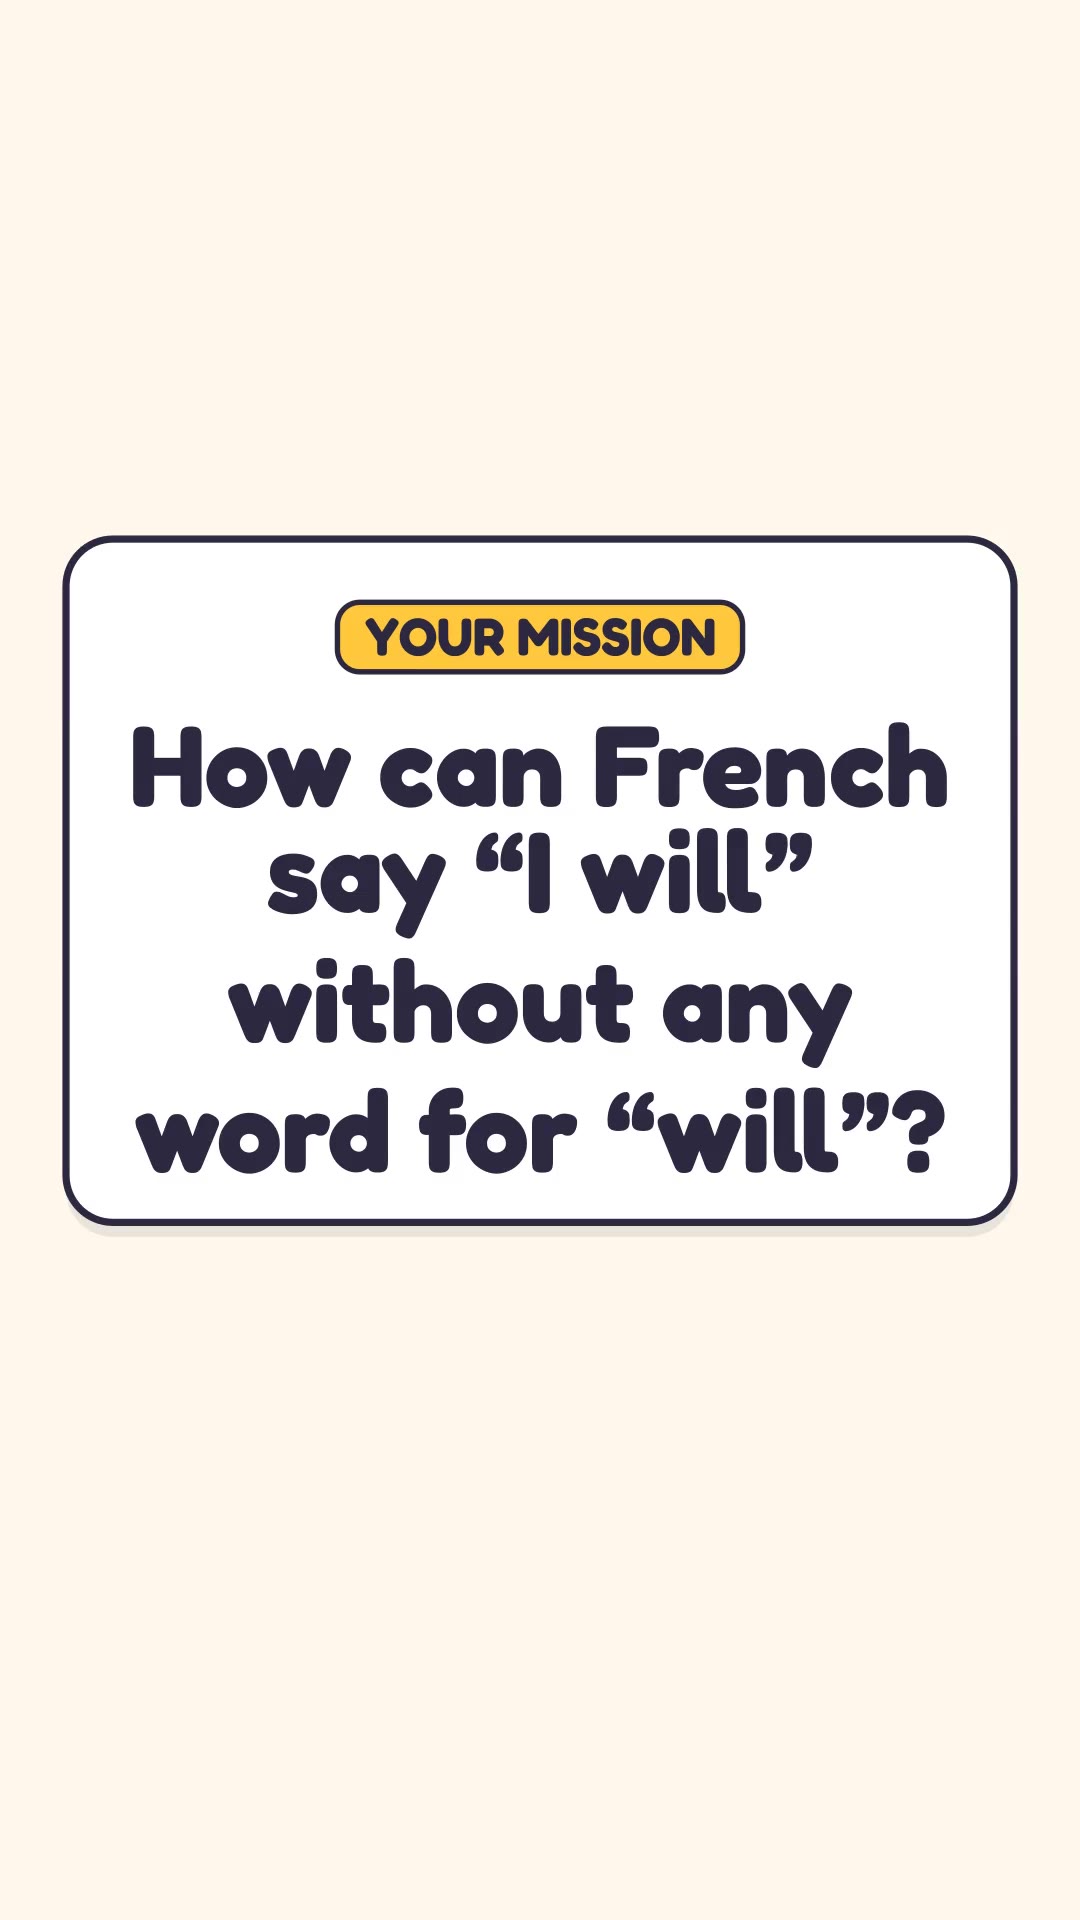 YOUR MISSION
How can French
say “I will”
without any
word for “will”?